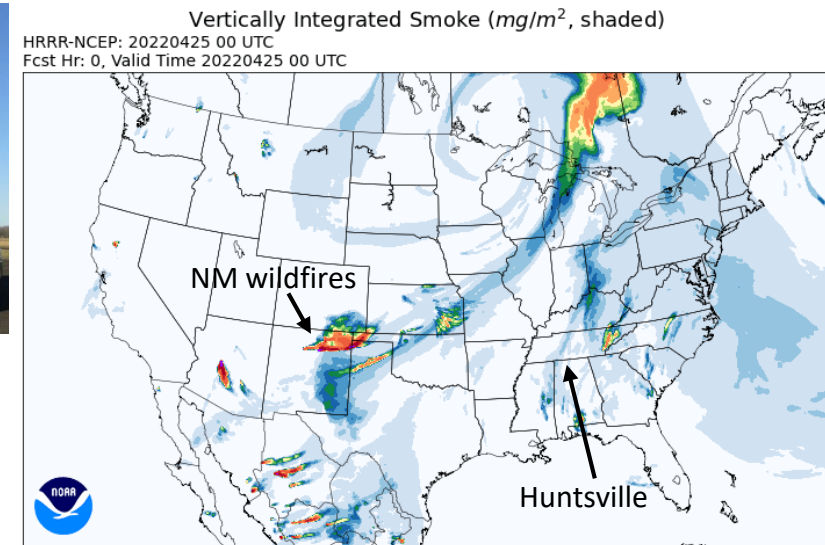 Vertically Integrated Smoke (mg/m², shaded)
HRRR-NCEP: 20220425 00 UTC
Fcst Hr: 0, Valid Time 20220425 00 UTC
NM wildfires
Huntsville
NOAA